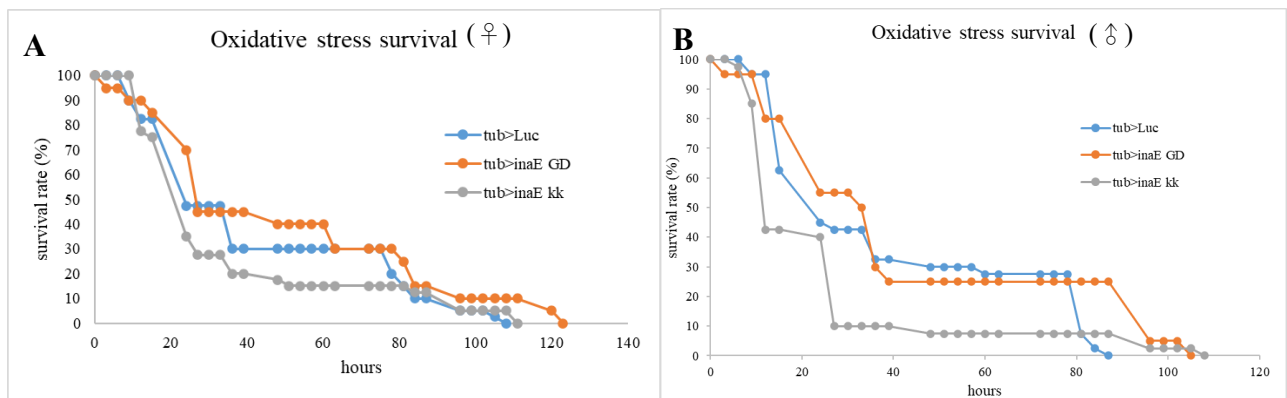 A
Oxidative stress survival (♀)
100
90
80
70
60
50
40
30
20
10
0
survival rate (%)
tub>Luc
tub>inaE GD
tub>inaE kk
0 20 40 60 80 100 120 140
hours
B
Oxidative stress survival (♂)
100
90
80
70
60
50
40
30
20
10
0
survival rate (%)
tub>Luc
tub>inaE GD
tub>inaE kk
0 20 40 60 80 100 120
hours